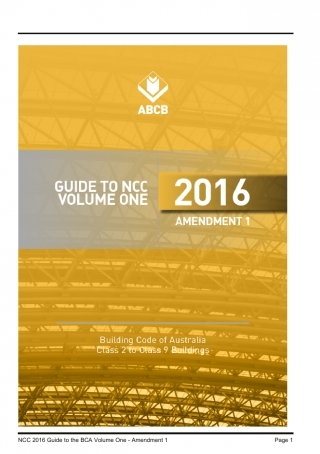 ABCB
GUIDE TO NCC
VOLUME ONE
2016
AMENDMENT 1
Building Code of Australia
Class 2 to Class 9 Buildings
NCC 2016 Guide to the BCA Volume One - Amendment 1 Page 1